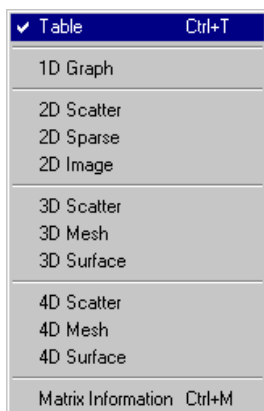 Table Ctrl+T
1D Graph
2D Scatter
2D Sparse
2D Image
3D Scatter
3D Mesh
3D Surface
4D Scatter
4D Mesh
4D Surface
Matrix Information Ctrl+M